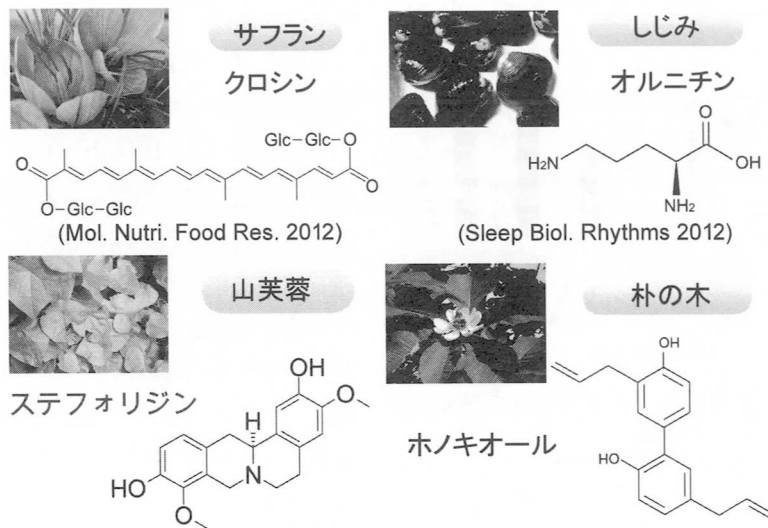 サフラン
クロシン
Glc-Glc-O
O
O
O-Glc-Glc
(Mol. Nutri. Food Res. 2012)
しじみ
オルニチン
O
H₂N
OH
NH₂
(Sleep Biol. Rhythms 2012)
山芙蓉
ステフォリジン
OH
H
O
N
HO
O
朴の木
ホノキオール
OH
HO